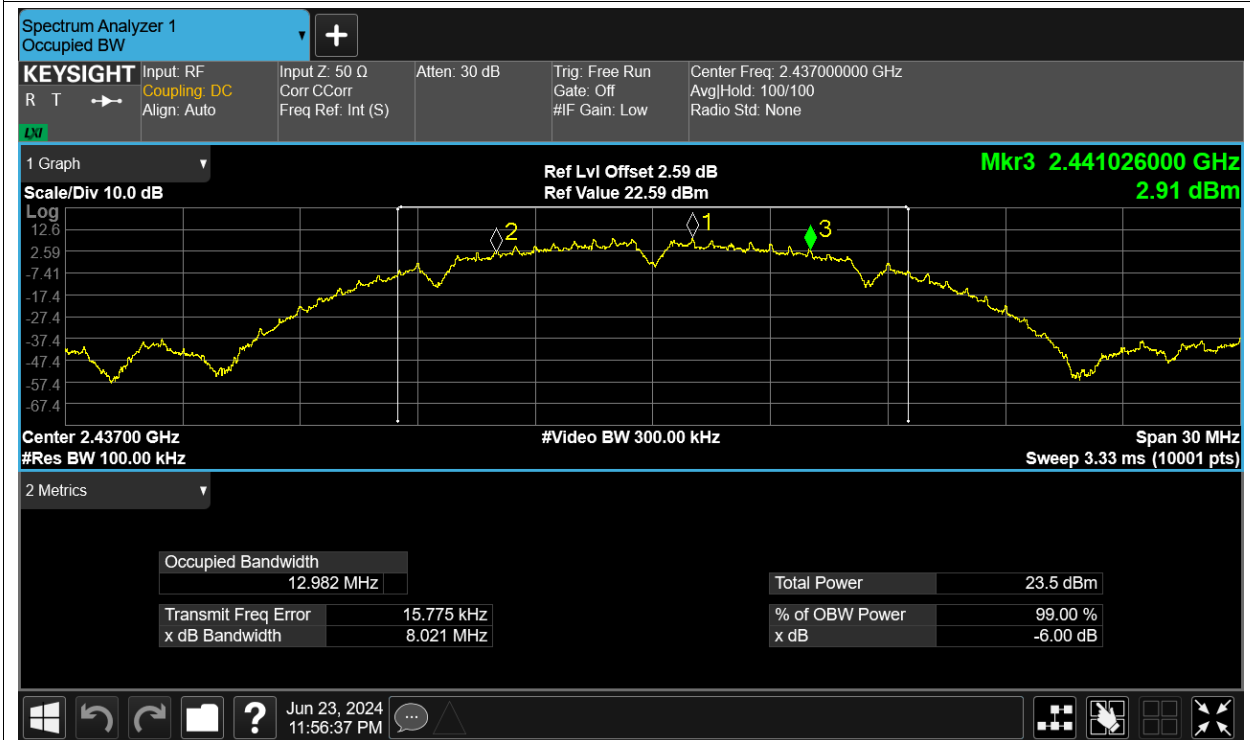 Spectrum Analyzer 1
Occupied BW
▼
+
KEYSIGHT
R T
LXI
Input: RF
Coupling: DC
Align: Auto
Input Z: 50 Ω
Corr CCorr
Freq Ref: Int (S)
Atten: 30 dB
Trig: Free Run
Gate: Off
#IF Gain: Low
Center Freq: 2.437000000 GHz
Avg|Hold: 100/100
Radio Std: None
1 Graph ▼
Scale/Div 10.0 dB
Ref Lvl Offset 2.59 dB
Ref Value 22.59 dBm
Mkr3 2.441026000 GHz
2.91 dBm
Log
12.6
2.59
-7.41
-17.4
-27.4
-37.4
-47.4
-57.4
-67.4
2
1
3
Center 2.43700 GHz
#Res BW 100.00 kHz
#Video BW 300.00 kHz
Span 30 MHz
Sweep 3.33 ms (10001 pts)
2 Metrics ▼
Occupied Bandwidth
12.982 MHz
Transmit Freq Error 15.775 kHz
x dB Bandwidth 8.021 MHz
Total Power 23.5 dBm
% of OBW Power 99.00 %
x dB -6.00 dB
?
Jun 23, 2024
11:56:37 PM